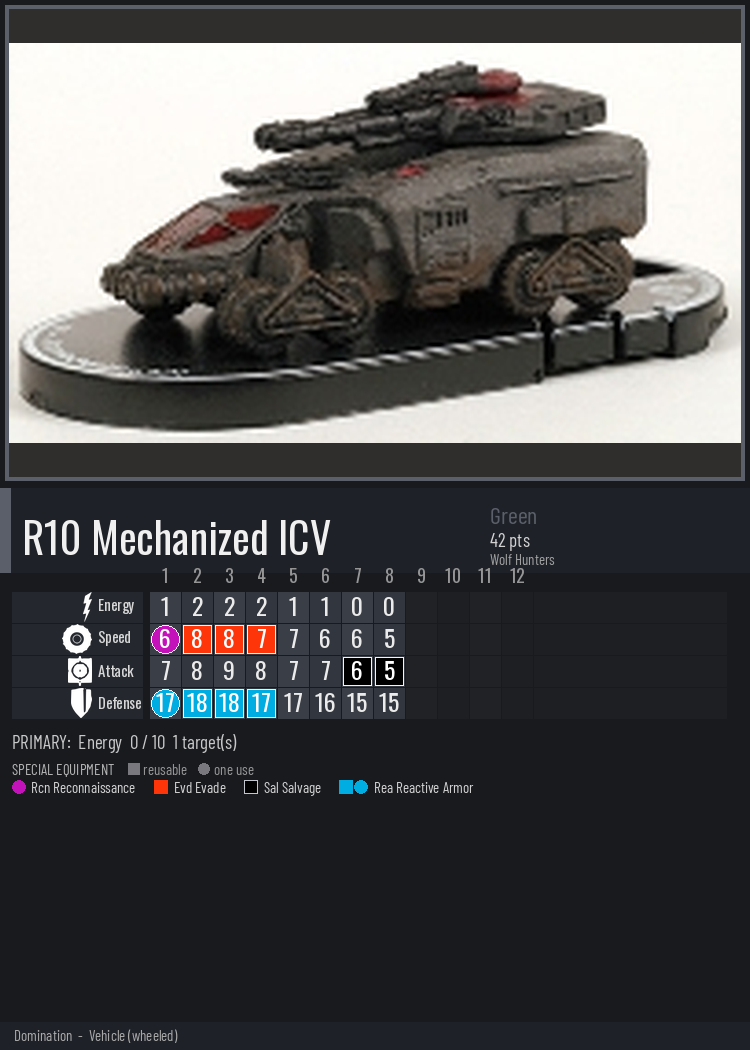 R10 Mechanized ICV
Green
42 pts
Wolf Hunters
1 2 3 4 5 6 7 8 9 10 11 12
Energy 1 2 2 2 1 1 0 0
Speed 6 8 8 7 7 6 6 5
Attack 7 8 9 8 7 7 6 5
Defense 17 18 18 17 17 16 15 15
PRIMARY: Energy 0 / 10 1 target(s)
SPECIAL EQUIPMENT reusable one use
Rcn Reconnaissance Evd Evade Sal Salvage Rea Reactive Armor
Domination - Vehicle (wheeled)